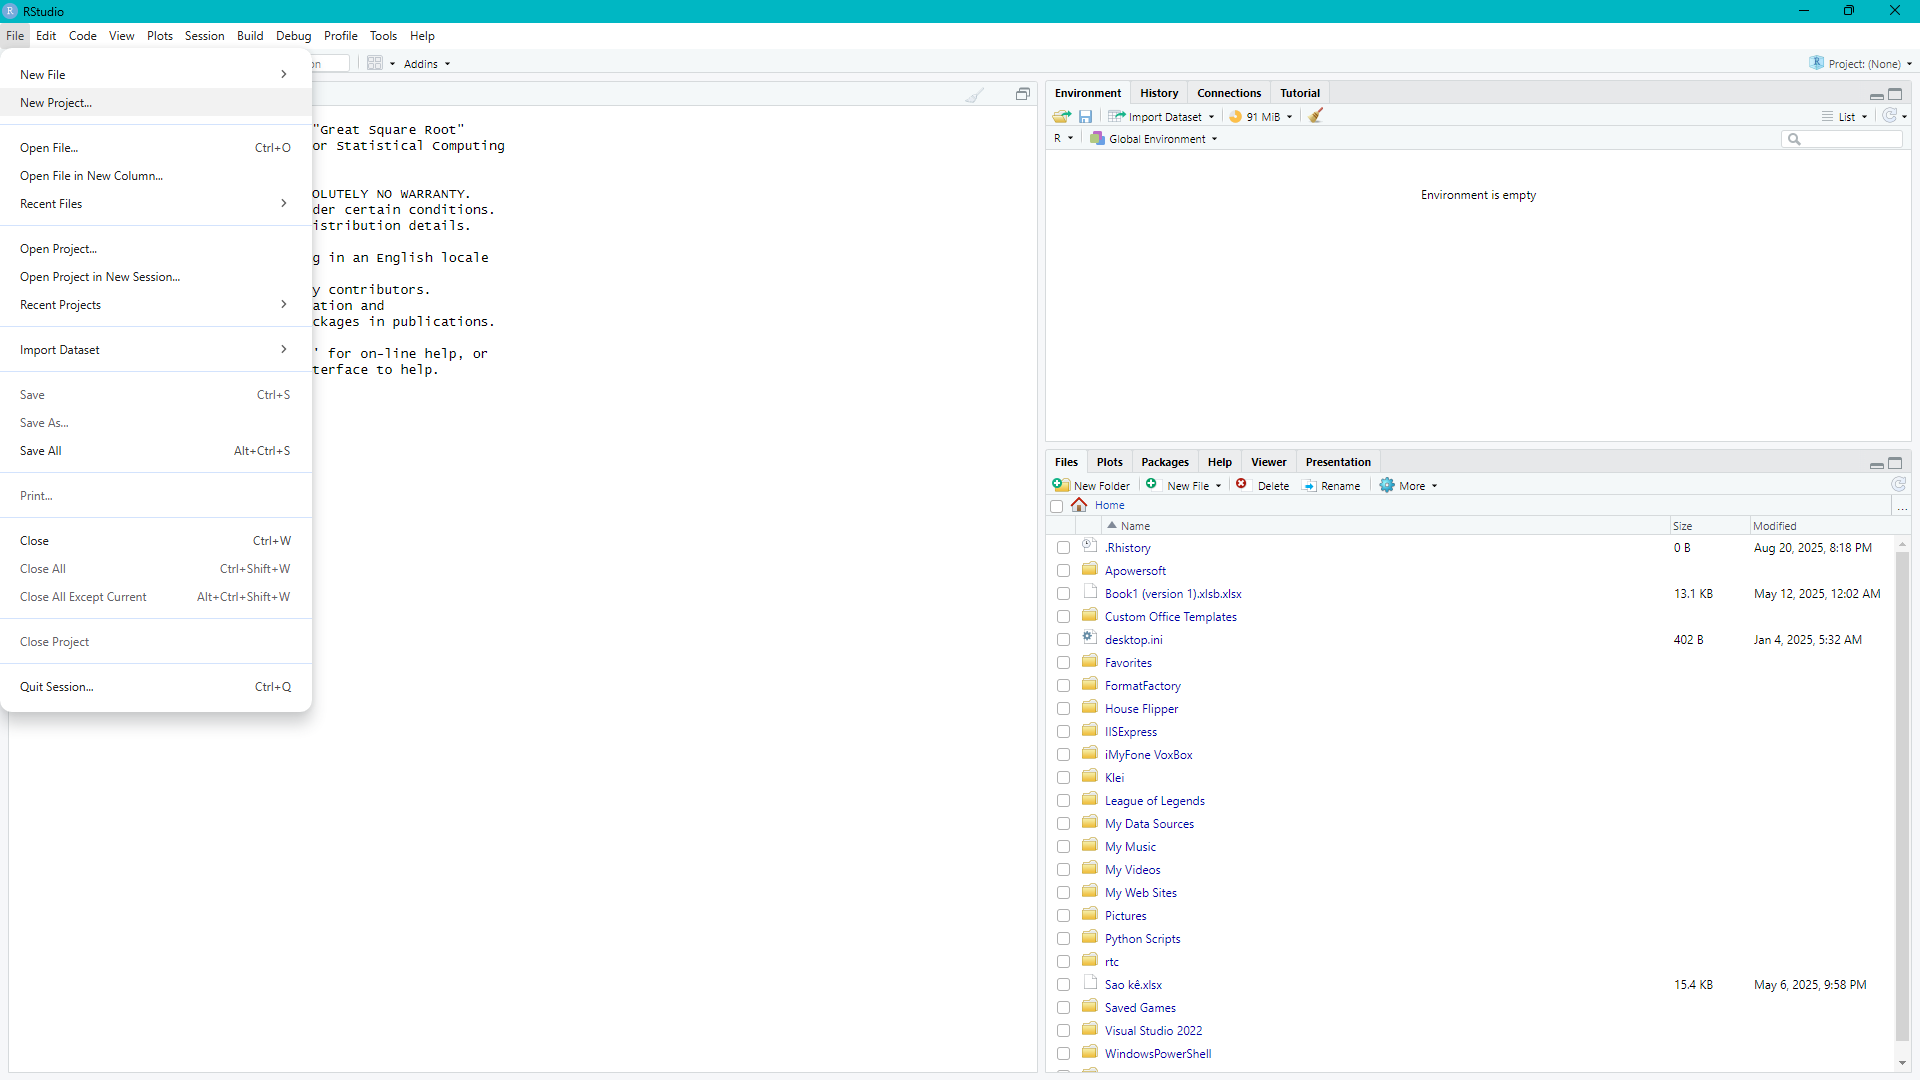 RStudio
File Edit Code View Plots Session Build Debug Profile Tools Help
on Addins Project: (None)
New File
New Project...
Open File... Ctrl+O
Open File in New Column...
Recent Files
Open Project...
Open Project in New Session...
Recent Projects
Import Dataset
Save Ctrl+S
Save As...
Save All Alt+Ctrl+S
Print...
Close Ctrl+W
Close All Ctrl+Shift+W
Close All Except Current Alt+Ctrl+Shift+W
Close Project
Quit Session... Ctrl+Q
"Great Square Root"
or Statistical Computing
OLUTELY NO WARRANTY.
der certain conditions.
istribution details.
g in an English locale
y contributors.
ation and
ckages in publications.
' for on-line help, or
terface to help.
Environment History Connections Tutorial
Import Dataset 91 MiB List
R Global Environment
Environment is empty
Files Plots Packages Help Viewer Presentation
New Folder New File Delete Rename More
Home ...
Name Size Modified
.Rhistory 0 B Aug 20, 2025, 8:18 PM
Apowersoft
Book1 (version 1).xlsb.xlsx 13.1 KB May 12, 2025, 12:02 AM
Custom Office Templates
desktop.ini 402 B Jan 4, 2025, 5:32 AM
Favorites
FormatFactory
House Flipper
IISExpress
iMyFone VoxBox
Klei
League of Legends
My Data Sources
My Music
My Videos
My Web Sites
Pictures
Python Scripts
rtc
Sao kê.xlsx 15.4 KB May 6, 2025, 9:58 PM
Saved Games
Visual Studio 2022
WindowsPowerShell